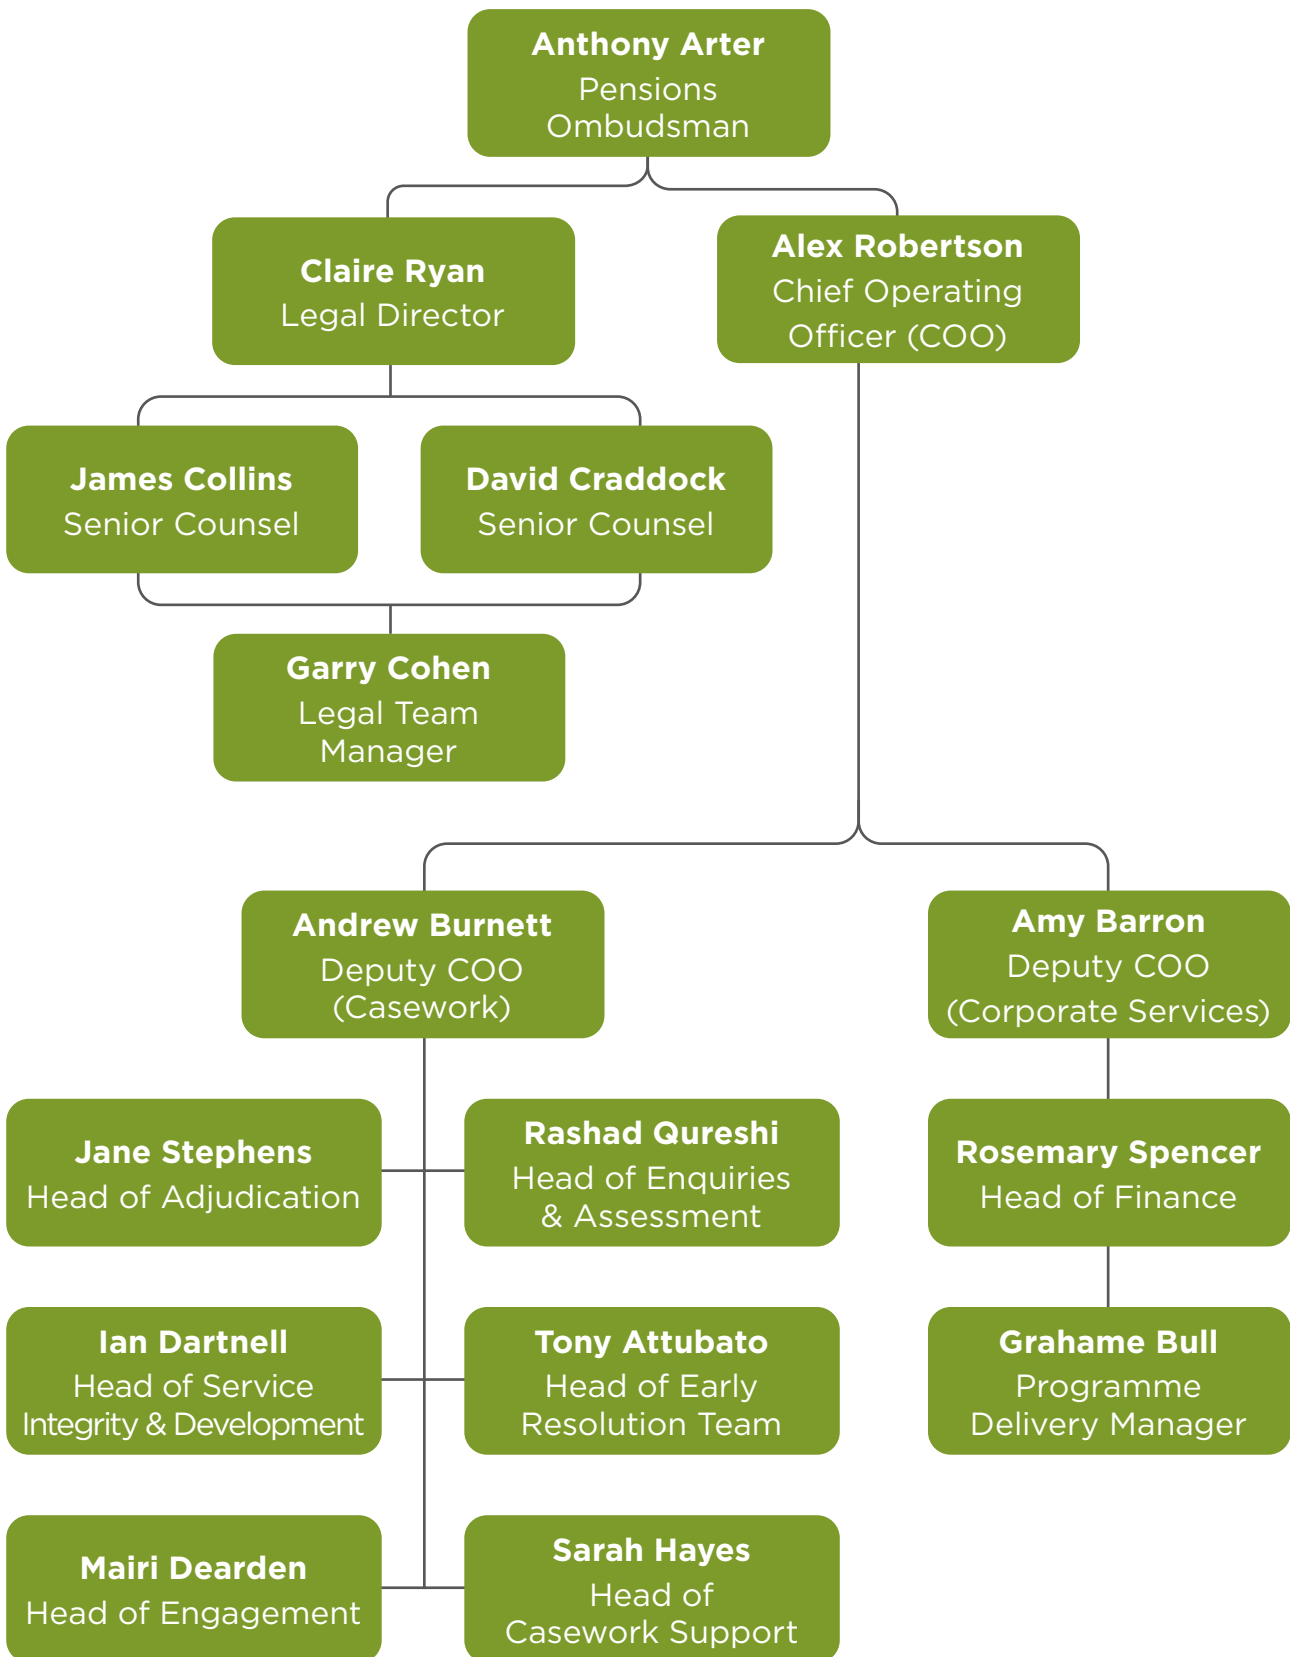 Anthony Arter
Pensions
Ombudsman
Claire Ryan
Legal Director
Alex Robertson
Chief Operating
Officer (COO)
James Collins
Senior Counsel
David Craddock
Senior Counsel
Garry Cohen
Legal Team
Manager
Andrew Burnett
Deputy COO
(Casework)
Amy Barron
Deputy COO
(Corporate Services)
Jane Stephens
Head of Adjudication
Rashad Qureshi
Head of Enquiries
& Assessment
Rosemary Spencer
Head of Finance
Ian Dartnell
Head of Service
Integrity & Development
Tony Attubato
Head of Early
Resolution Team
Grahame Bull
Programme
Delivery Manager
Mairi Dearden
Head of Engagement
Sarah Hayes
Head of
Casework Support